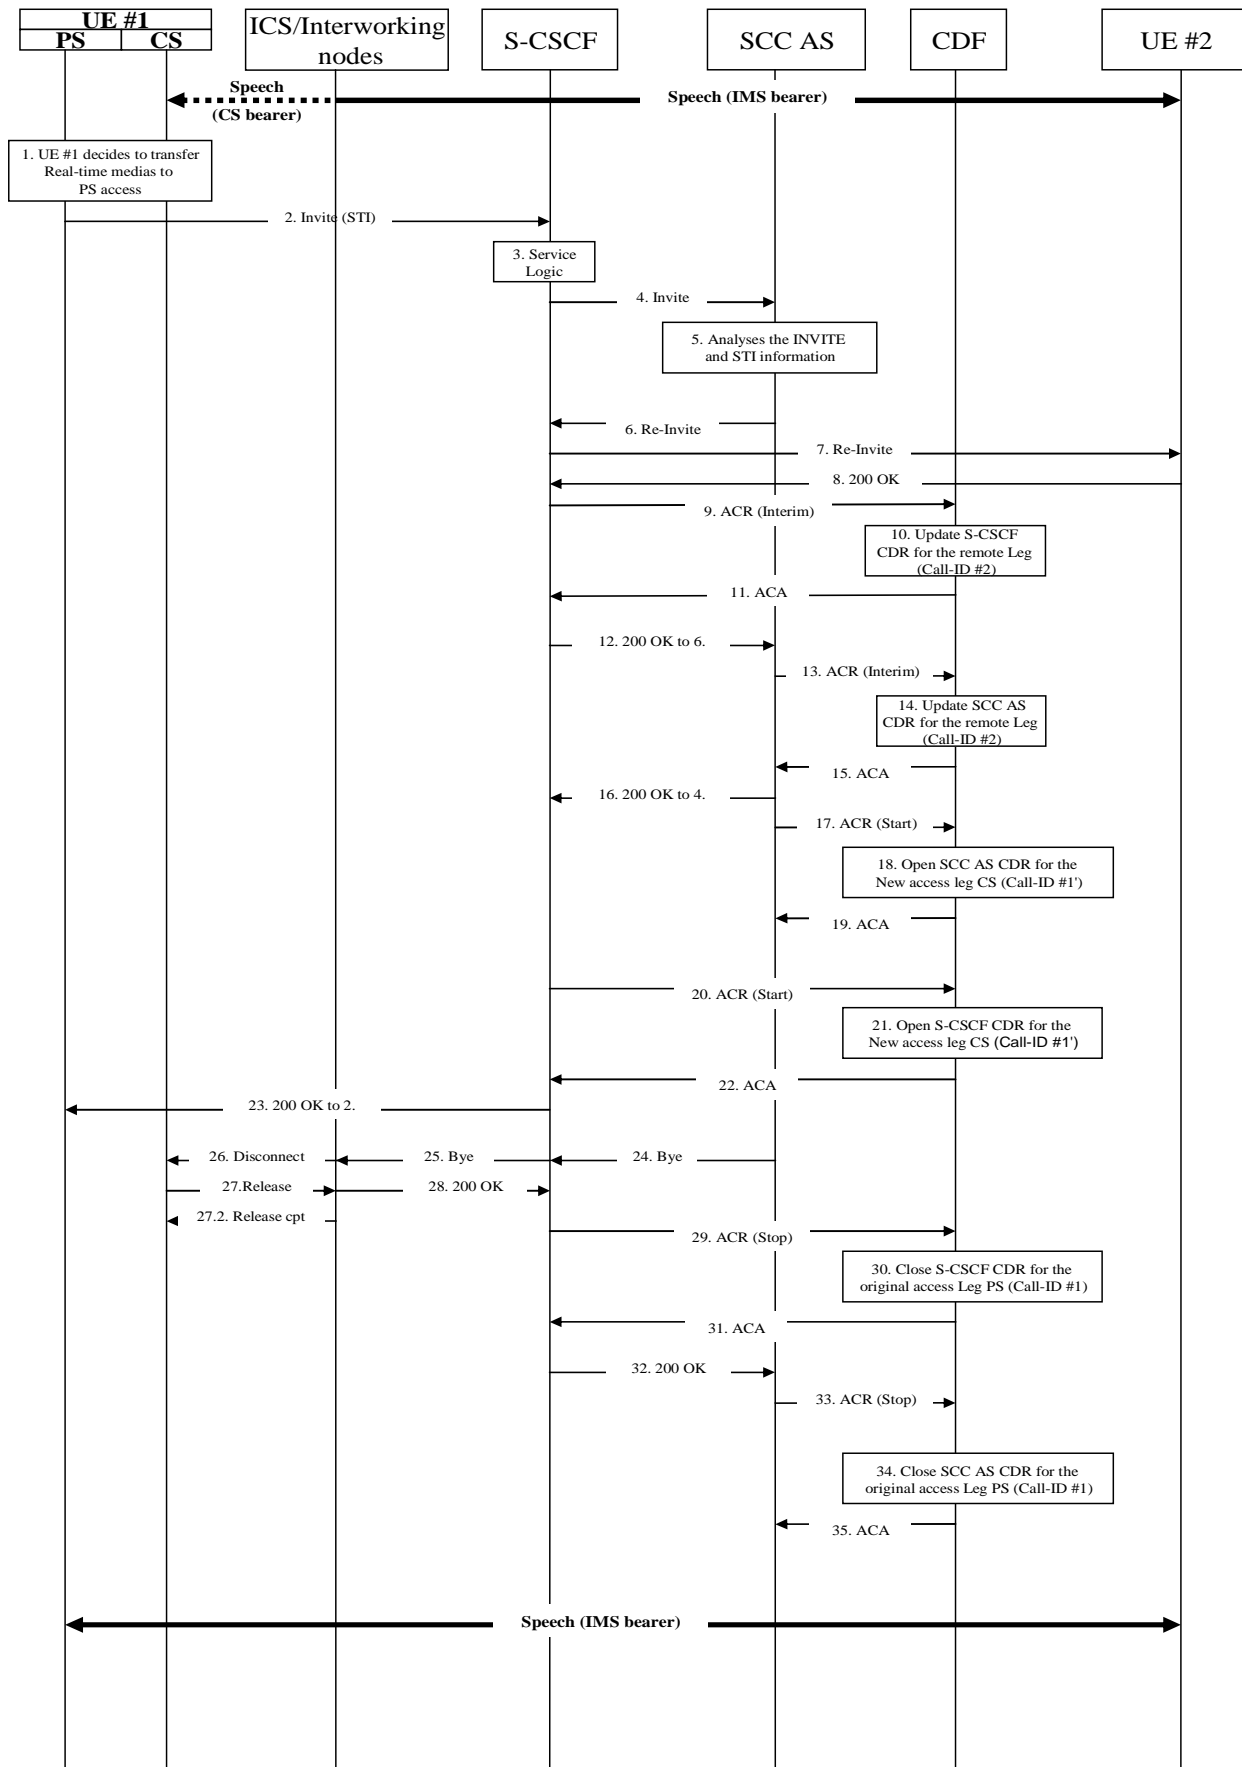 UE #1
PS
CS
ICS/Interworking
nodes
S-CSCF
SCC AS
CDF
UE #2
Speech
(CS bearer)
Speech (IMS bearer)
1. UE #1 decides to transfer
Real-time medias to
PS access
2. Invite (STI)
3. Service
Logic
4. Invite
5. Analyses the INVITE
and STI information
6. Re-Invite
7. Re-Invite
8. 200 OK
9. ACR (Interim)
10. Update S-CSCF
CDR for the remote Leg
(Call-ID #2)
11. ACA
12. 200 OK to 6.
13. ACR (Interim)
14. Update SCC AS
CDR for the remote Leg
(Call-ID #2)
15. ACA
16. 200 OK to 4.
17. ACR (Start)
18. Open SCC AS CDR for the
New access leg CS (Call-ID #1')
19. ACA
20. ACR (Start)
21. Open S-CSCF CDR for the
New access leg CS (Call-ID #1')
22. ACA
23. 200 OK to 2.
26. Disconnect
25. Bye
24. Bye
27.Release
28. 200 OK
27.2. Release cpt
29. ACR (Stop)
30. Close S-CSCF CDR for the
original access Leg PS (Call-ID #1)
31. ACA
32. 200 OK
33. ACR (Stop)
34. Close SCC AS CDR for the
original access Leg PS (Call-ID #1)
35. ACA
Speech (IMS bearer)